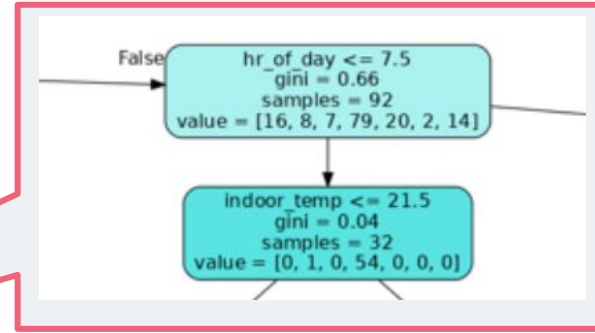 False
hr_of_day <= 7.5
gini = 0.66
samples = 92
value = [16, 8, 7, 79, 20, 2, 14]
indoor_temp <= 21.5
gini = 0.04
samples = 32
value = [0, 1, 0, 54, 0, 0, 0]